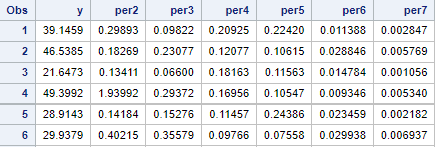 Obs y per2 per3 per4 per5 per6 per7
1 39.1459 0.29893 0.09822 0.20925 0.22420 0.011388 0.002847
2 46.5385 0.18269 0.23077 0.12077 0.10615 0.028846 0.005769
3 21.6473 0.13411 0.06600 0.18163 0.11563 0.014784 0.001056
4 49.3992 1.93992 0.29372 0.16956 0.10547 0.009346 0.005340
5 28.9143 0.14184 0.15276 0.11457 0.24386 0.023459 0.002182
6 29.9379 0.40215 0.35579 0.09766 0.07558 0.029938 0.006937